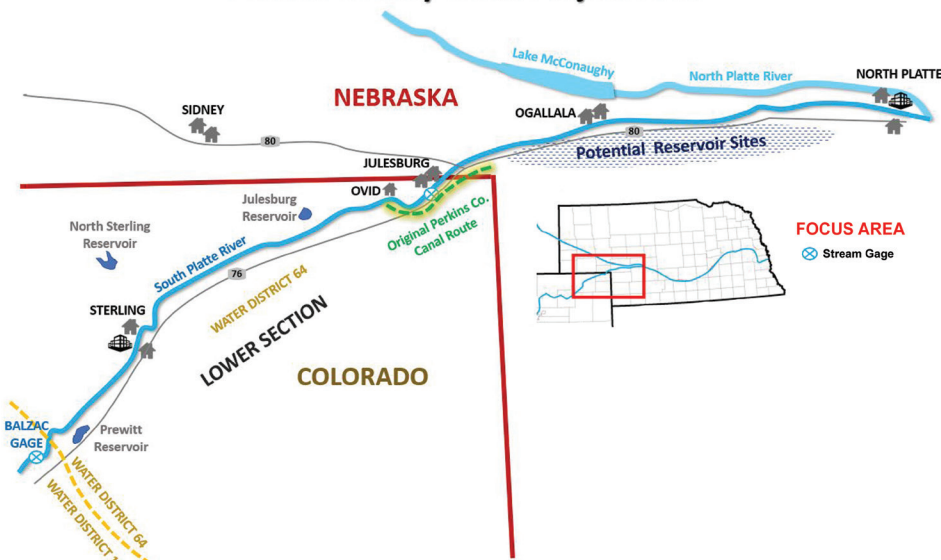 Lake McConaughy
North Platte River
NORTH PLATTE
NEBRASKA
OGALLALA
SIDNEY
80
80
Potential Reservoir Sites
JULESBURG
OVID
Julesburg
Reservoir
Original Perkins Co.
Canal Route
North Sterling
Reservoir
South Platte River
76
FOCUS AREA
Stream Gage
WATER DISTRICT 64
STERLING
LOWER SECTION
COLORADO
BALZAC
GAGE
Prewitt
Reservoir
WATER DISTRICT 64
WATER DISTRICT